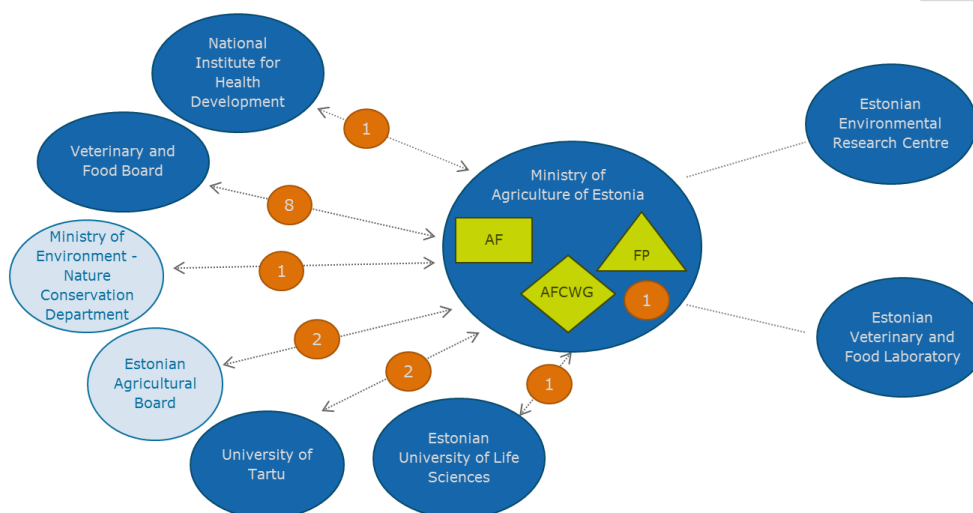 National
Institute for
Health
Development
1
Veterinary and
Food Board
8
Ministry of
Environment -
Nature
Conservation
Department
1
Estonian
Agricultural
Board
2
University of
Tartu
2
Estonian
University of Life
Sciences
1
Ministry of
Agriculture of Estonia
AF
FP
AFCWG
1
Estonian
Environmental
Research Centre
Estonian
Veterinary and
Food Laboratory